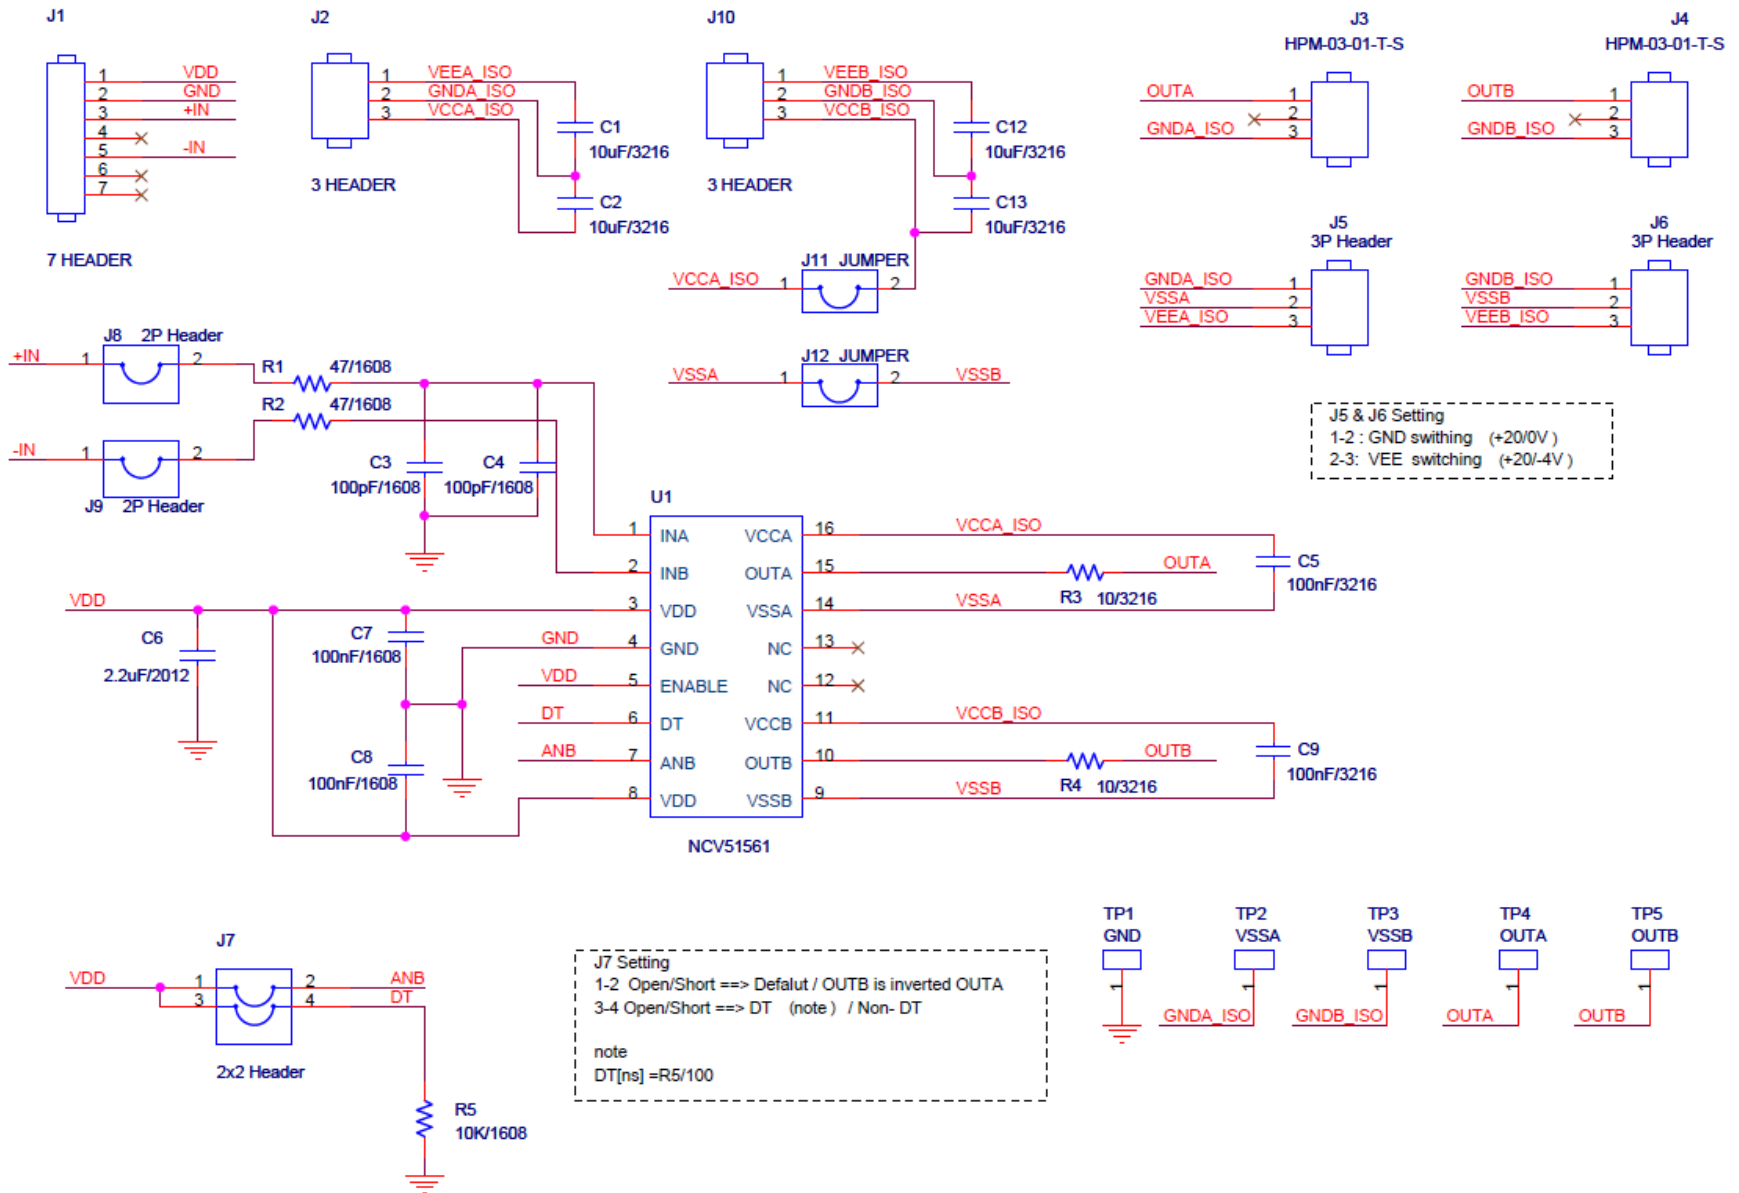 J1
1 VDD
2 GND
3 +IN
4
5 -IN
6
7
7 HEADER
J2
1 VEEA_ISO
2 GNDA_ISO
3 VCCA_ISO
C1
10uF/3216
C2
10uF/3216
3 HEADER
J10
1 VEEB_ISO
2 GNDB_ISO
3 VCCB_ISO
C12
10uF/3216
C13
10uF/3216
3 HEADER
J11 JUMPER
VCCA_ISO 1 2
J12 JUMPER
VSSA 1 2 VSSB
J3
HPM-03-01-T-S
OUTA 1
2
GNDA_ISO 3
J4
HPM-03-01-T-S
OUTB 1
2
GNDB_ISO 3
J5
3P Header
GNDA_ISO 1
VSSA 2
VEEA_ISO 3
J6
3P Header
GNDB_ISO 1
VSSB 2
VEEB_ISO 3
J5 & J6 Setting
1-2 : GND swithing (+20/0V )
2-3: VEE switching (+20/-4V )
J8 2P Header
+IN 1 2
R1 47/1608
R2 47/1608
-IN 1 2
J9 2P Header
C3
100pF/1608
C4
100pF/1608
U1
1 INA VCCA 16 VCCA_ISO
2 INB OUTA 15 OUTA
3 VDD VSSA 14 VSSA
4 GND NC 13
5 ENABLE NC 12
6 DT VCCB 11 VCCB_ISO
7 ANB OUTB 10 OUTB
8 VDD VSSB 9 VSSB
NCV51561
VDD
GND
VDD
DT
ANB
C6
2.2uF/2012
C7
100nF/1608
C8
100nF/1608
R3 10/3216
C5
100nF/3216
R4 10/3216
C9
100nF/3216
J7
VDD 1 2 ANB
3 4 DT
2x2 Header
R5
10K/1608
J7 Setting
1-2 Open/Short ==> Defalut / OUTB is inverted OUTA
3-4 Open/Short ==> DT (note ) / Non- DT
note
DT[ns] =R5/100
TP1
GND
1
TP2
VSSA
1
GNDA_ISO
TP3
VSSB
1
GNDB_ISO
TP4
OUTA
1
OUTA
TP5
OUTB
1
OUTB